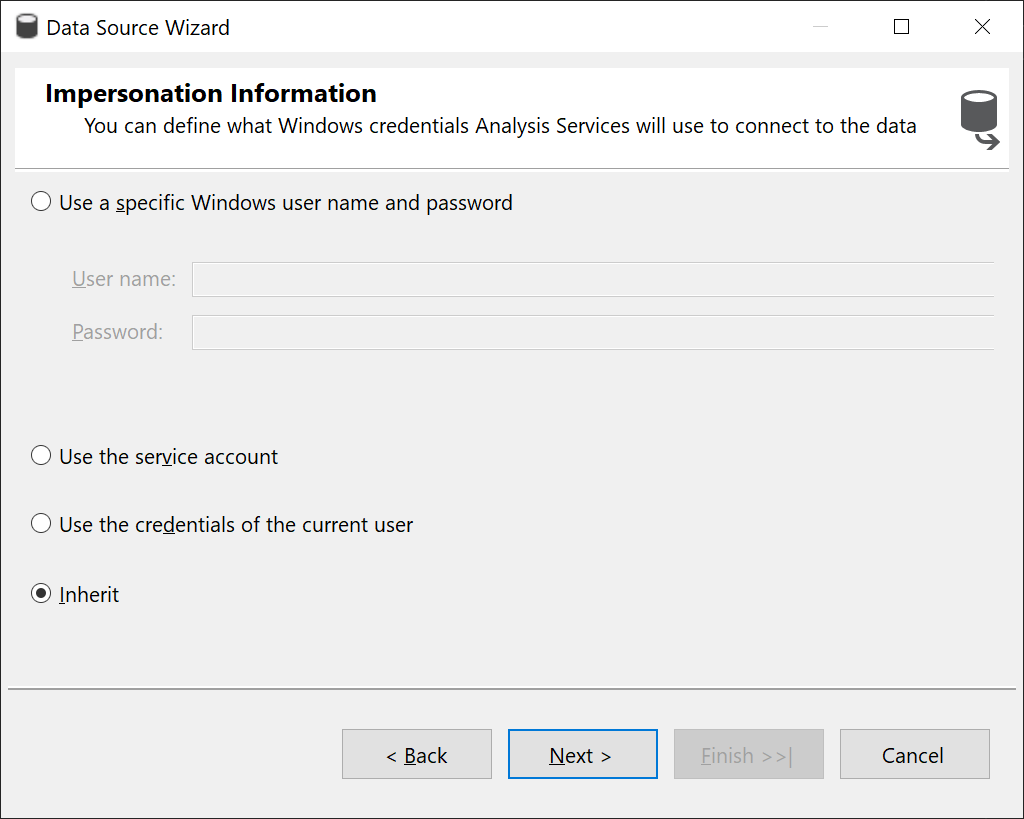 Data Source Wizard
Impersonation Information
You can define what Windows credentials Analysis Services will use to connect to the data
Use a specific Windows user name and password
User name:
Password:
Use the service account
Use the credentials of the current user
Inherit
< Back
Next >
Finish >>|
Cancel